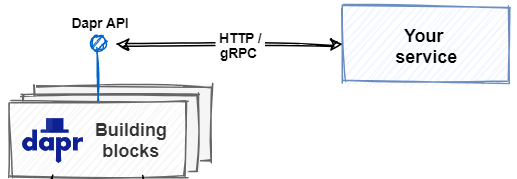 Dapr API
HTTP /
gRPC
Your
service
dapr
Building
blocks